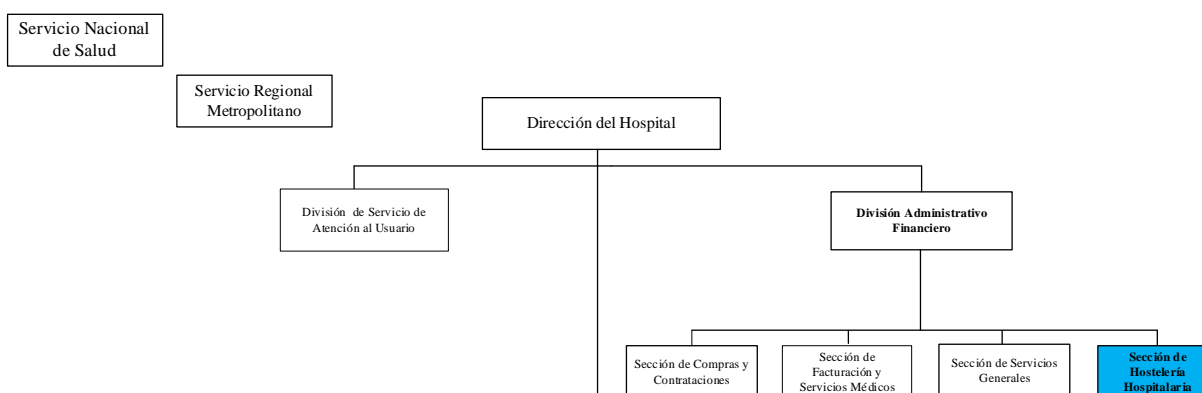 Servicio Nacional
de Salud
Servicio Regional
Metropolitano
Dirección del Hospital
División de Servicio de
Atención al Usuario
División Administrativo
Financiero
Sección de Compras y
Contrataciones
Sección de
Facturación y
Servicios Médicos
Sección de Servicios
Generales
Sección de
Hostelería
Hospitalaria